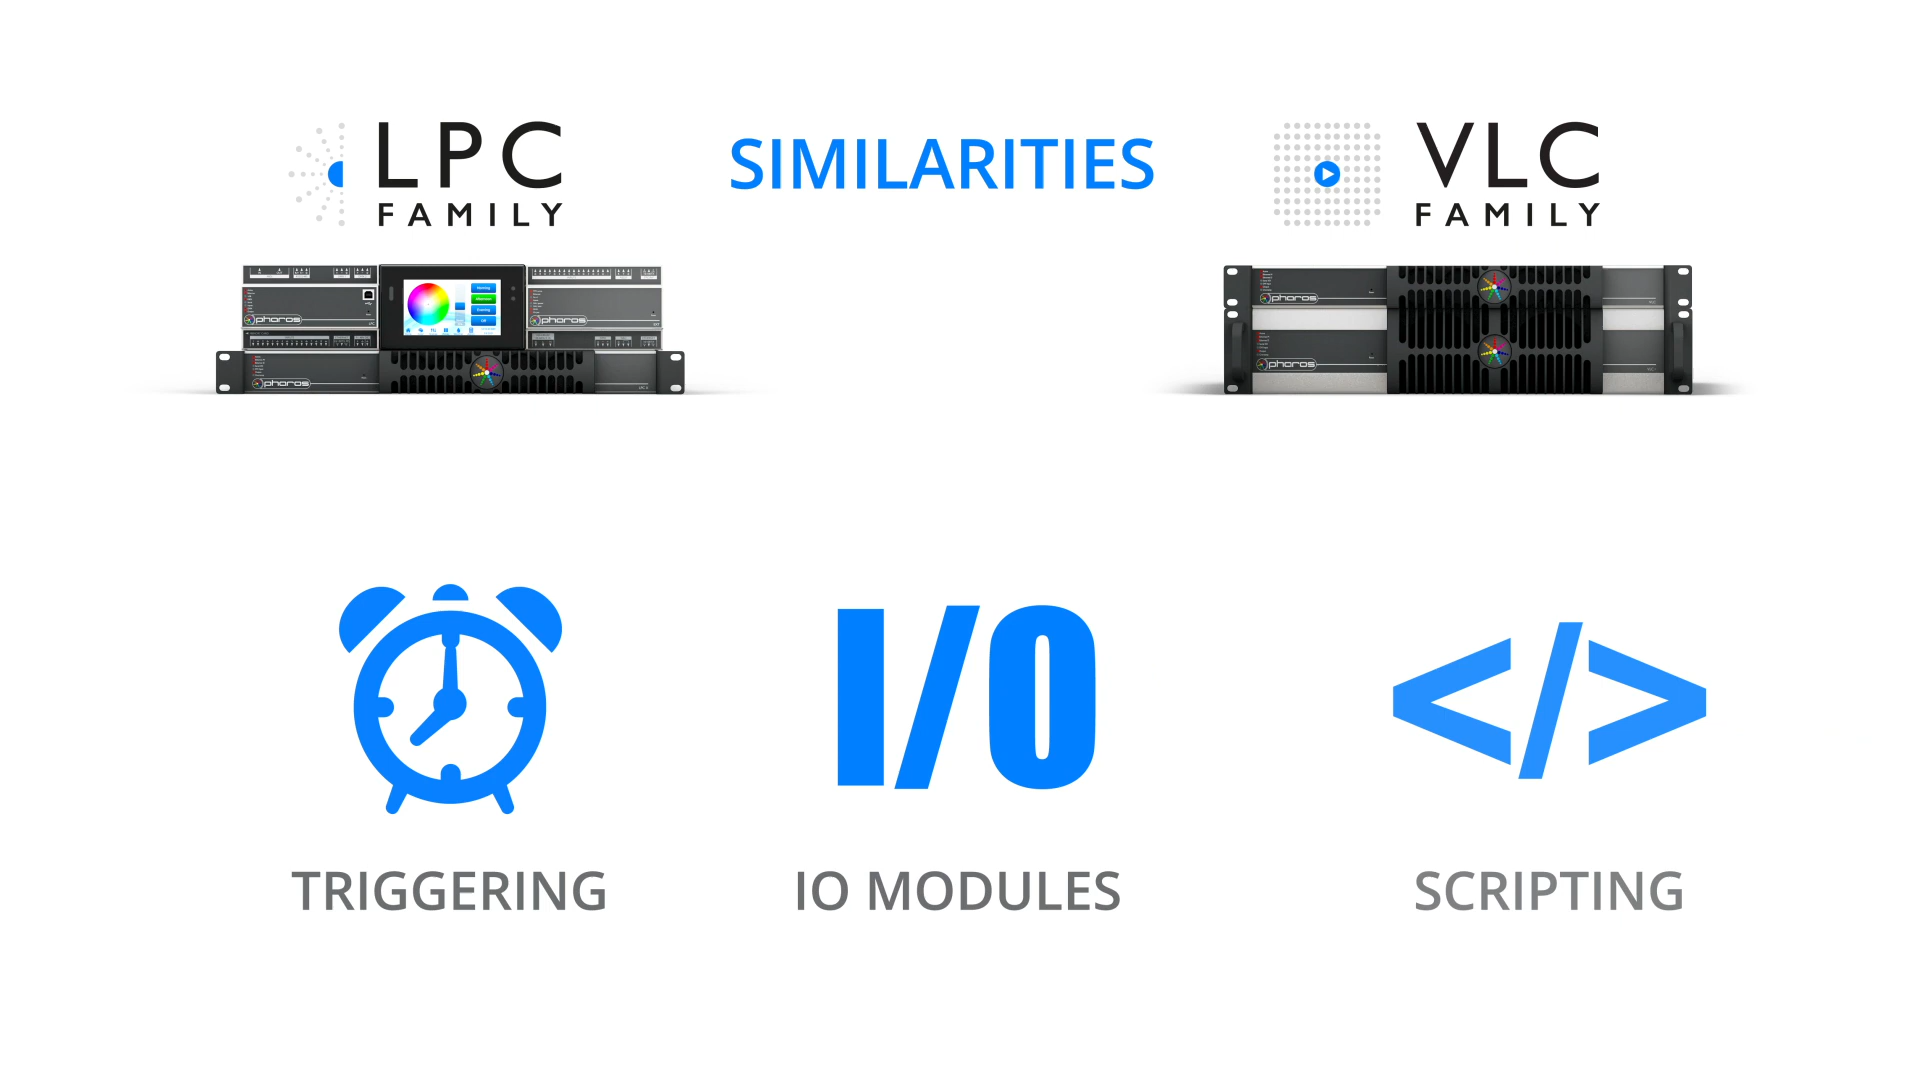 LPC
FAMILY
SIMILARITIES
VLC
FAMILY
pharos
pharos
pharos
pharos
pharos
I/O
</>
TRIGGERING
IO MODULES
SCRIPTING